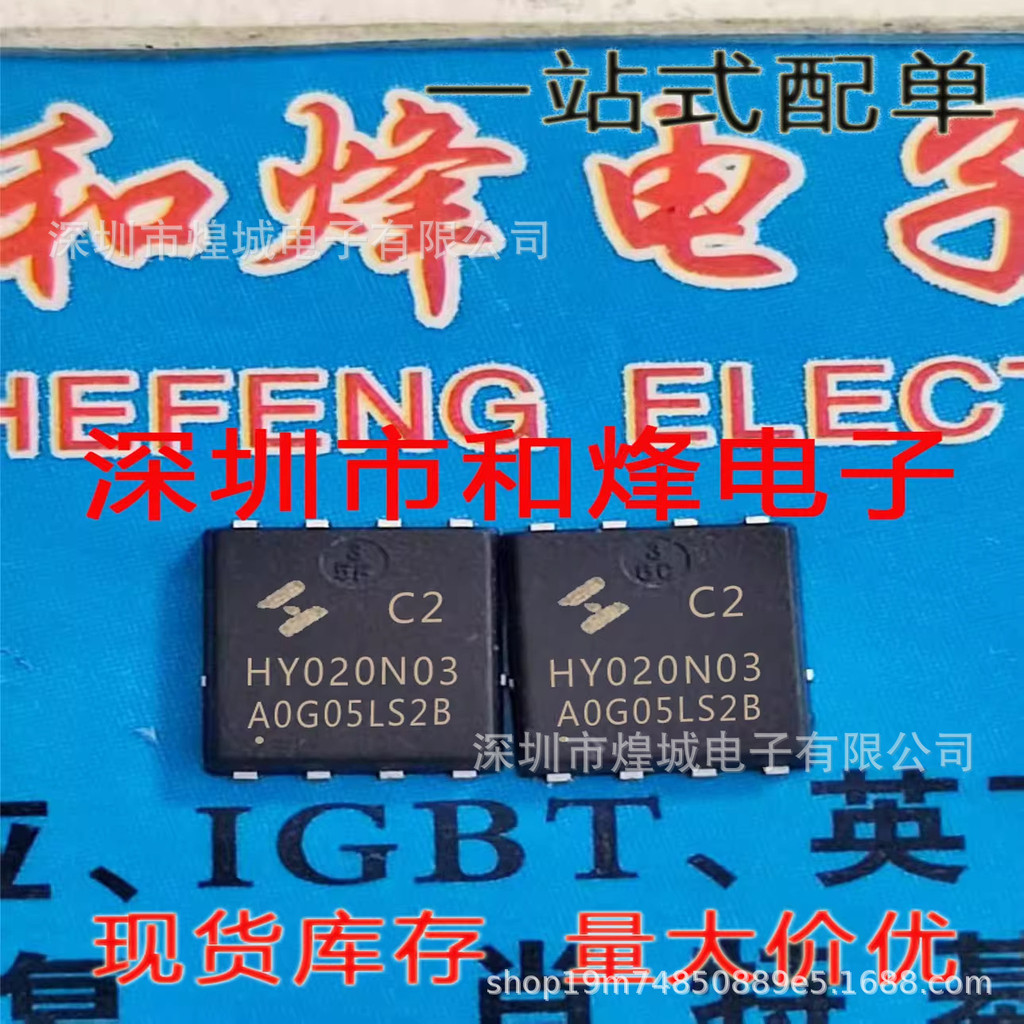 一站式配单
和烽电子
深圳市煌城电子有限公司
HEFENG ELECT
深圳市和烽电子
3
3
GC
C2
C2
HY020N03
HY020N03
A0G05LS2B
A0G05LS2B
深圳市煌城电子有限公司
、IGBT、英
现货库存 量大价优
shop19m74850889e5.1688.com